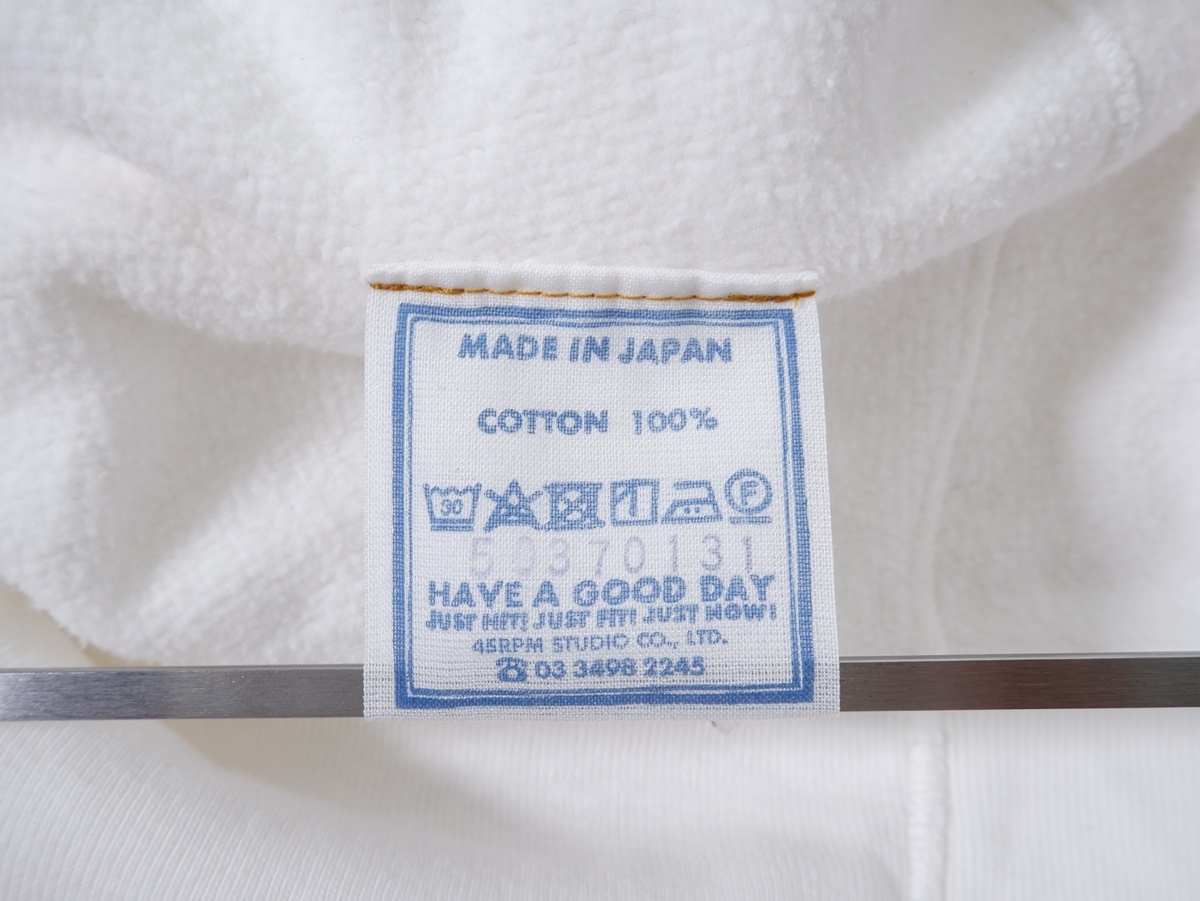 MADE IN JAPAN
COTTON 100%
30
F
59370131
HAVE A GOOD DAY
JUST HIT! JUST FIT! JUST NOW!
45RPM STUDIO CO., LTD.
☎ 03 3498 2245